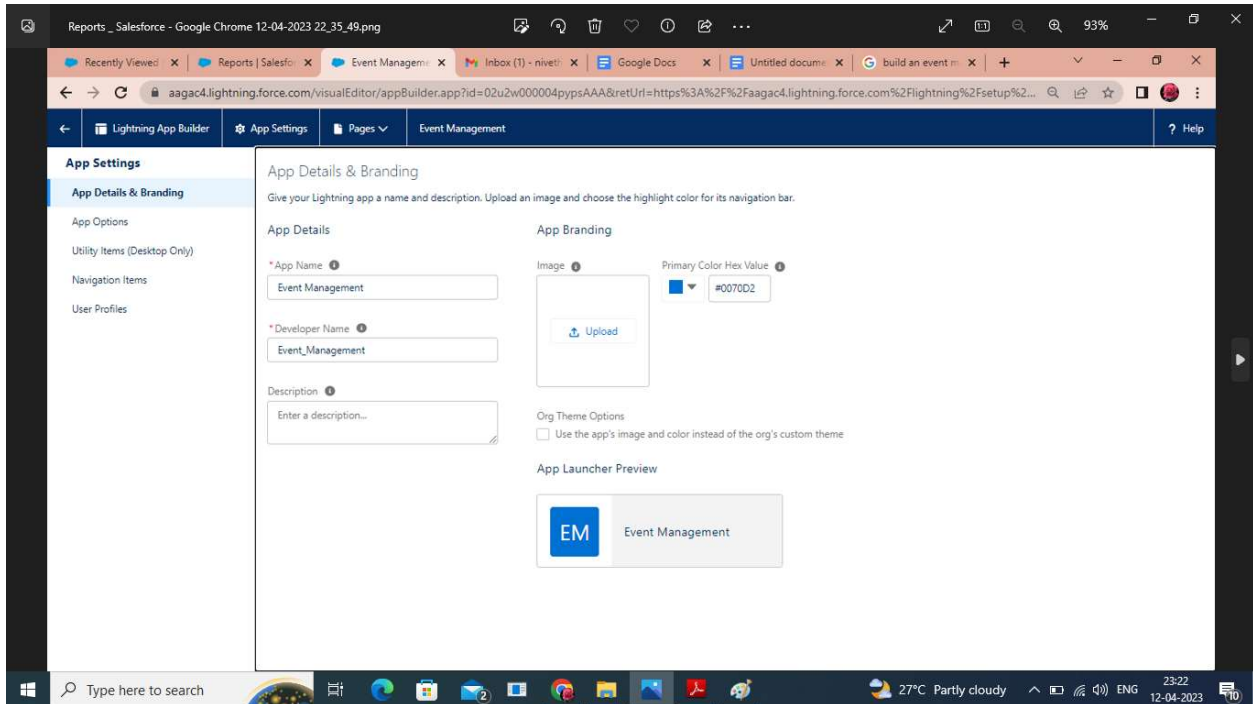 Reports _ Salesforce - Google Chrome 12-04-2023 22_35_49.png
93%
Recently Viewed
Reports | Salesfo
Event Manageme
Inbox (1) - niveth
Google Docs
Untitled docume
build an event m
aagac4.lightning.force.com/visualEditor/appBuilder.app?id=02u2w000004pypsAAA&retUrl=https%3A%2F%2Faagac4.lightning.force.com%2Flightning%2Fsetup%2...
Lightning App Builder
App Settings
Pages
Event Management
? Help
App Settings
App Details & Branding
App Options
Utility Items (Desktop Only)
Navigation Items
User Profiles
App Details & Branding
Give your Lightning app a name and description. Upload an image and choose the highlight color for its navigation bar.
App Details
*App Name
Event Management
*Developer Name
Event_Management
Description
Enter a description...
App Branding
Image
Upload
Primary Color Hex Value
#0070D2
Org Theme Options
Use the app's image and color instead of the org's custom theme
App Launcher Preview
EM
Event Management
Type here to search
2
27°C Partly cloudy
ENG
23:22
12-04-2023
10